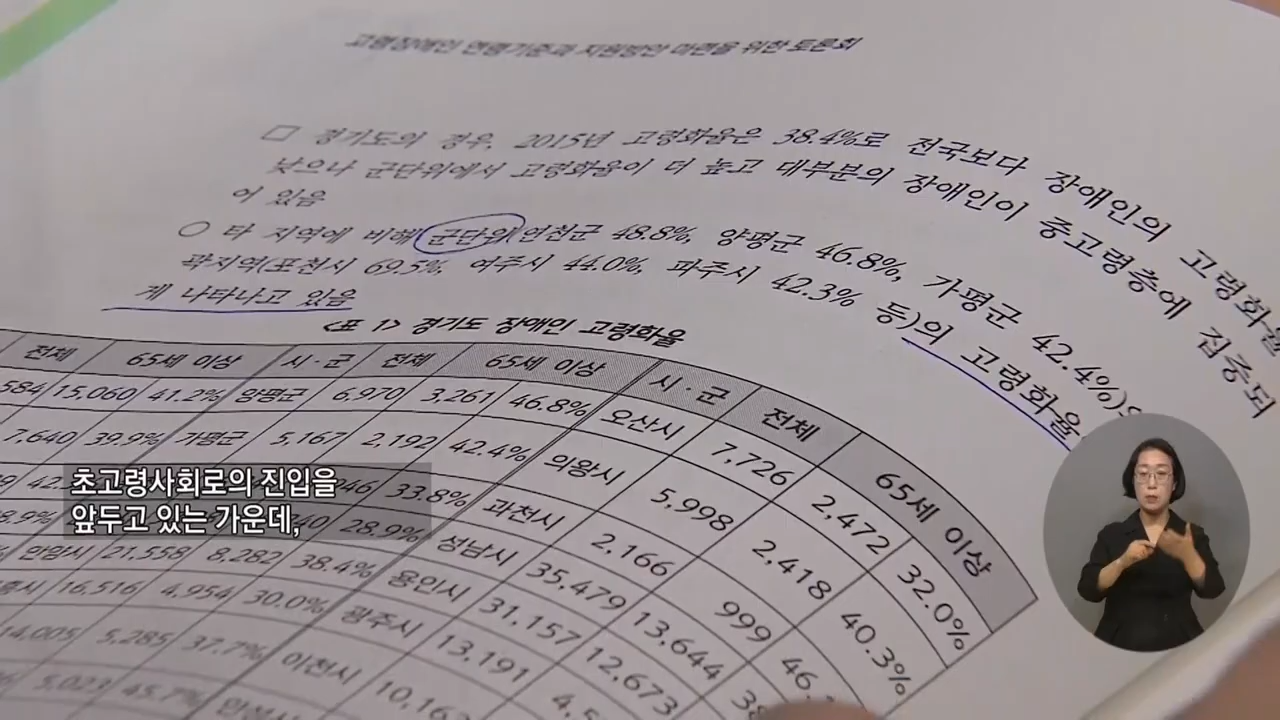 고령장애인 연령기준과 지원방안 마련을 위한 토론회
□ 경기도의 경우, 2015년 고령화율은 38.4%로 전국보다 장애인의 고령화율
낮으나 군단위에서 고령화율이 더 높고 대부분의 장애인이 중고령층에 집중되
어 있음
○ 타 지역에 비해 군단위(연천군 48.8%, 양평군 46.8%, 가평군 42.4%)
곽지역(포천시 69.5%, 여주시 44.0%, 파주시 42.3% 등)의 고령화율
게 나타나고 있음
<표 1> 경기도 장애인 고령화율
전체 65세 이상 시·군 전체 65세 이상 시·군 전체 65세 이상
584 15,060 41.2% 양평군 6,970 3,261 46.8% 오산시 7,726 2,472 32.0%
7,640 39.9% 가평군 5,167 2,192 42.4% 의왕시 5,998 2,418 40.3%
33.8% 과천시 2,166 999
28.9% 성남시 35,479 13,644
안양시 21,558 8,282 38.4% 용인시 31,157 12,673
16,516 4,954 30.0% 광주시 13,191
14,005 5,285 37.7% 이천시
5,023 45.7%
초고령사회로의 진입을
앞두고 있는 가운데,